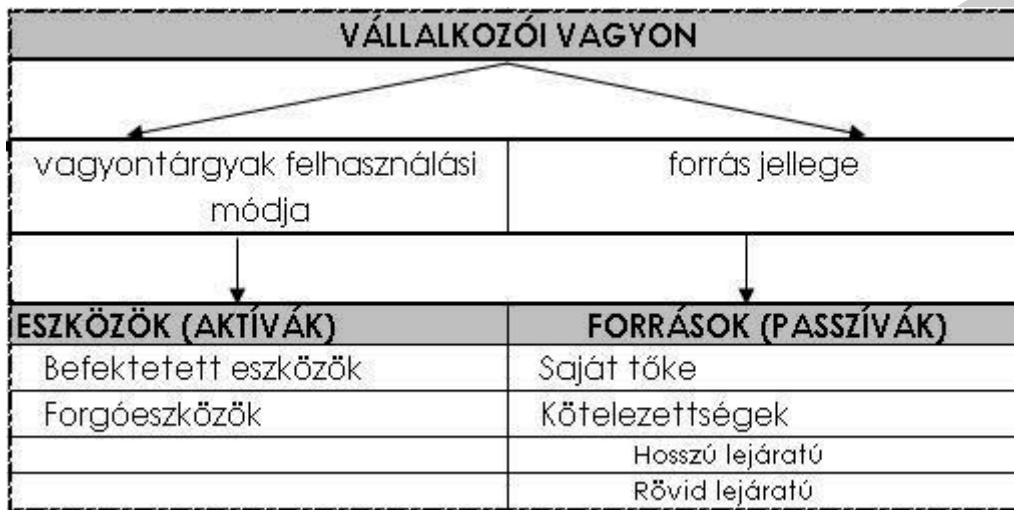 VÁLLALKOZÓI VAGYON
vagyontárgyak felhasználási
módja
forrás jellege
ESZKÖZÖK (AKTÍVÁK)
FORRÁSOK (PASSZÍVÁK)
Befektetett eszközök
Saját tőke
Forgóeszközök
Kötelezettségek
Hosszú lejáratú
Rövid lejáratú